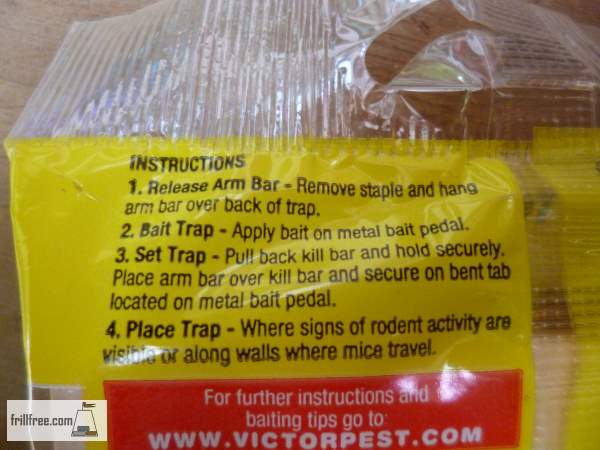 INSTRUCTIONS
1. Release Arm Bar - Remove staple and hang
arm bar over back of trap.
2. Bait Trap - Apply bait on metal bait pedal.
3. Set Trap - Pull back kill bar and hold securely.
Place arm bar over kill bar and secure on bent tab
located on metal bait pedal.
4. Place Trap - Where signs of rodent activity are
visible or along walls where mice travel.
For further instructions and
baiting tips go to:
WWW.VICTORPEST.COM
frillfree.com